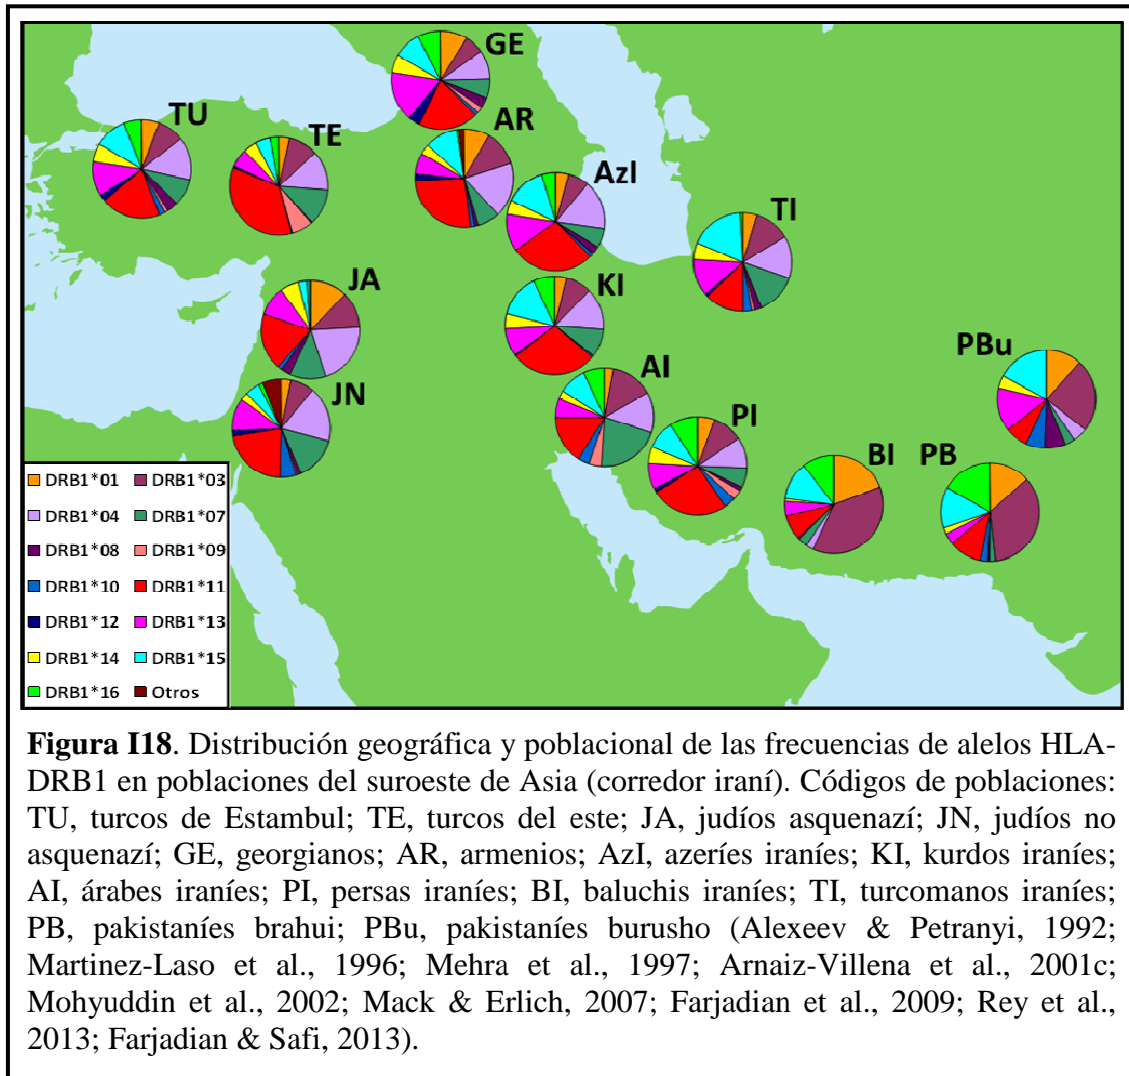 GE
TU
AR
TE
AzI
TI
JA
KI
PBu
AI
JN
PI
BI
PB
DRB1*01 DRB1*03
DRB1*04 DRB1*07
DRB1*08 DRB1*09
DRB1*10 DRB1*11
DRB1*12 DRB1*13
DRB1*14 DRB1*15
DRB1*16 Otros
Figura I18. Distribución geográfica y poblacional de las frecuencias de alelos HLA-
DRB1 en poblaciones del suroeste de Asia (corredor iraní). Códigos de poblaciones:
TU, turcos de Estambul; TE, turcos del este; JA, judíos asquenazí; JN, judíos no
asquenazí; GE, georgianos; AR, armenios; AzI, azeríes iraníes; KI, kurdos iraníes;
AI, árabes iraníes; PI, persas iraníes; BI, baluchis iraníes; TI, turcomanos iraníes;
PB, pakistaníes brahui; PBu, pakistaníes burusho (Alexeev & Petranyi, 1992;
Martinez-Laso et al., 1996; Mehra et al., 1997; Arnaiz-Villena et al., 2001c;
Mohyuddin et al., 2002; Mack & Erlich, 2007; Farjadian et al., 2009; Rey et al.,
2013; Farjadian & Safi, 2013).